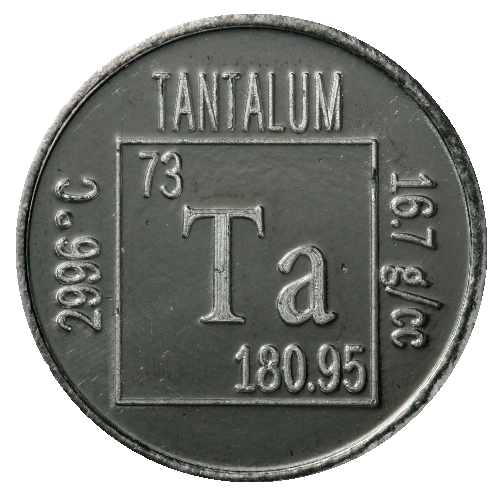 TANTALUM
73
Ta
180.95
2996°C
16.7 g/cc